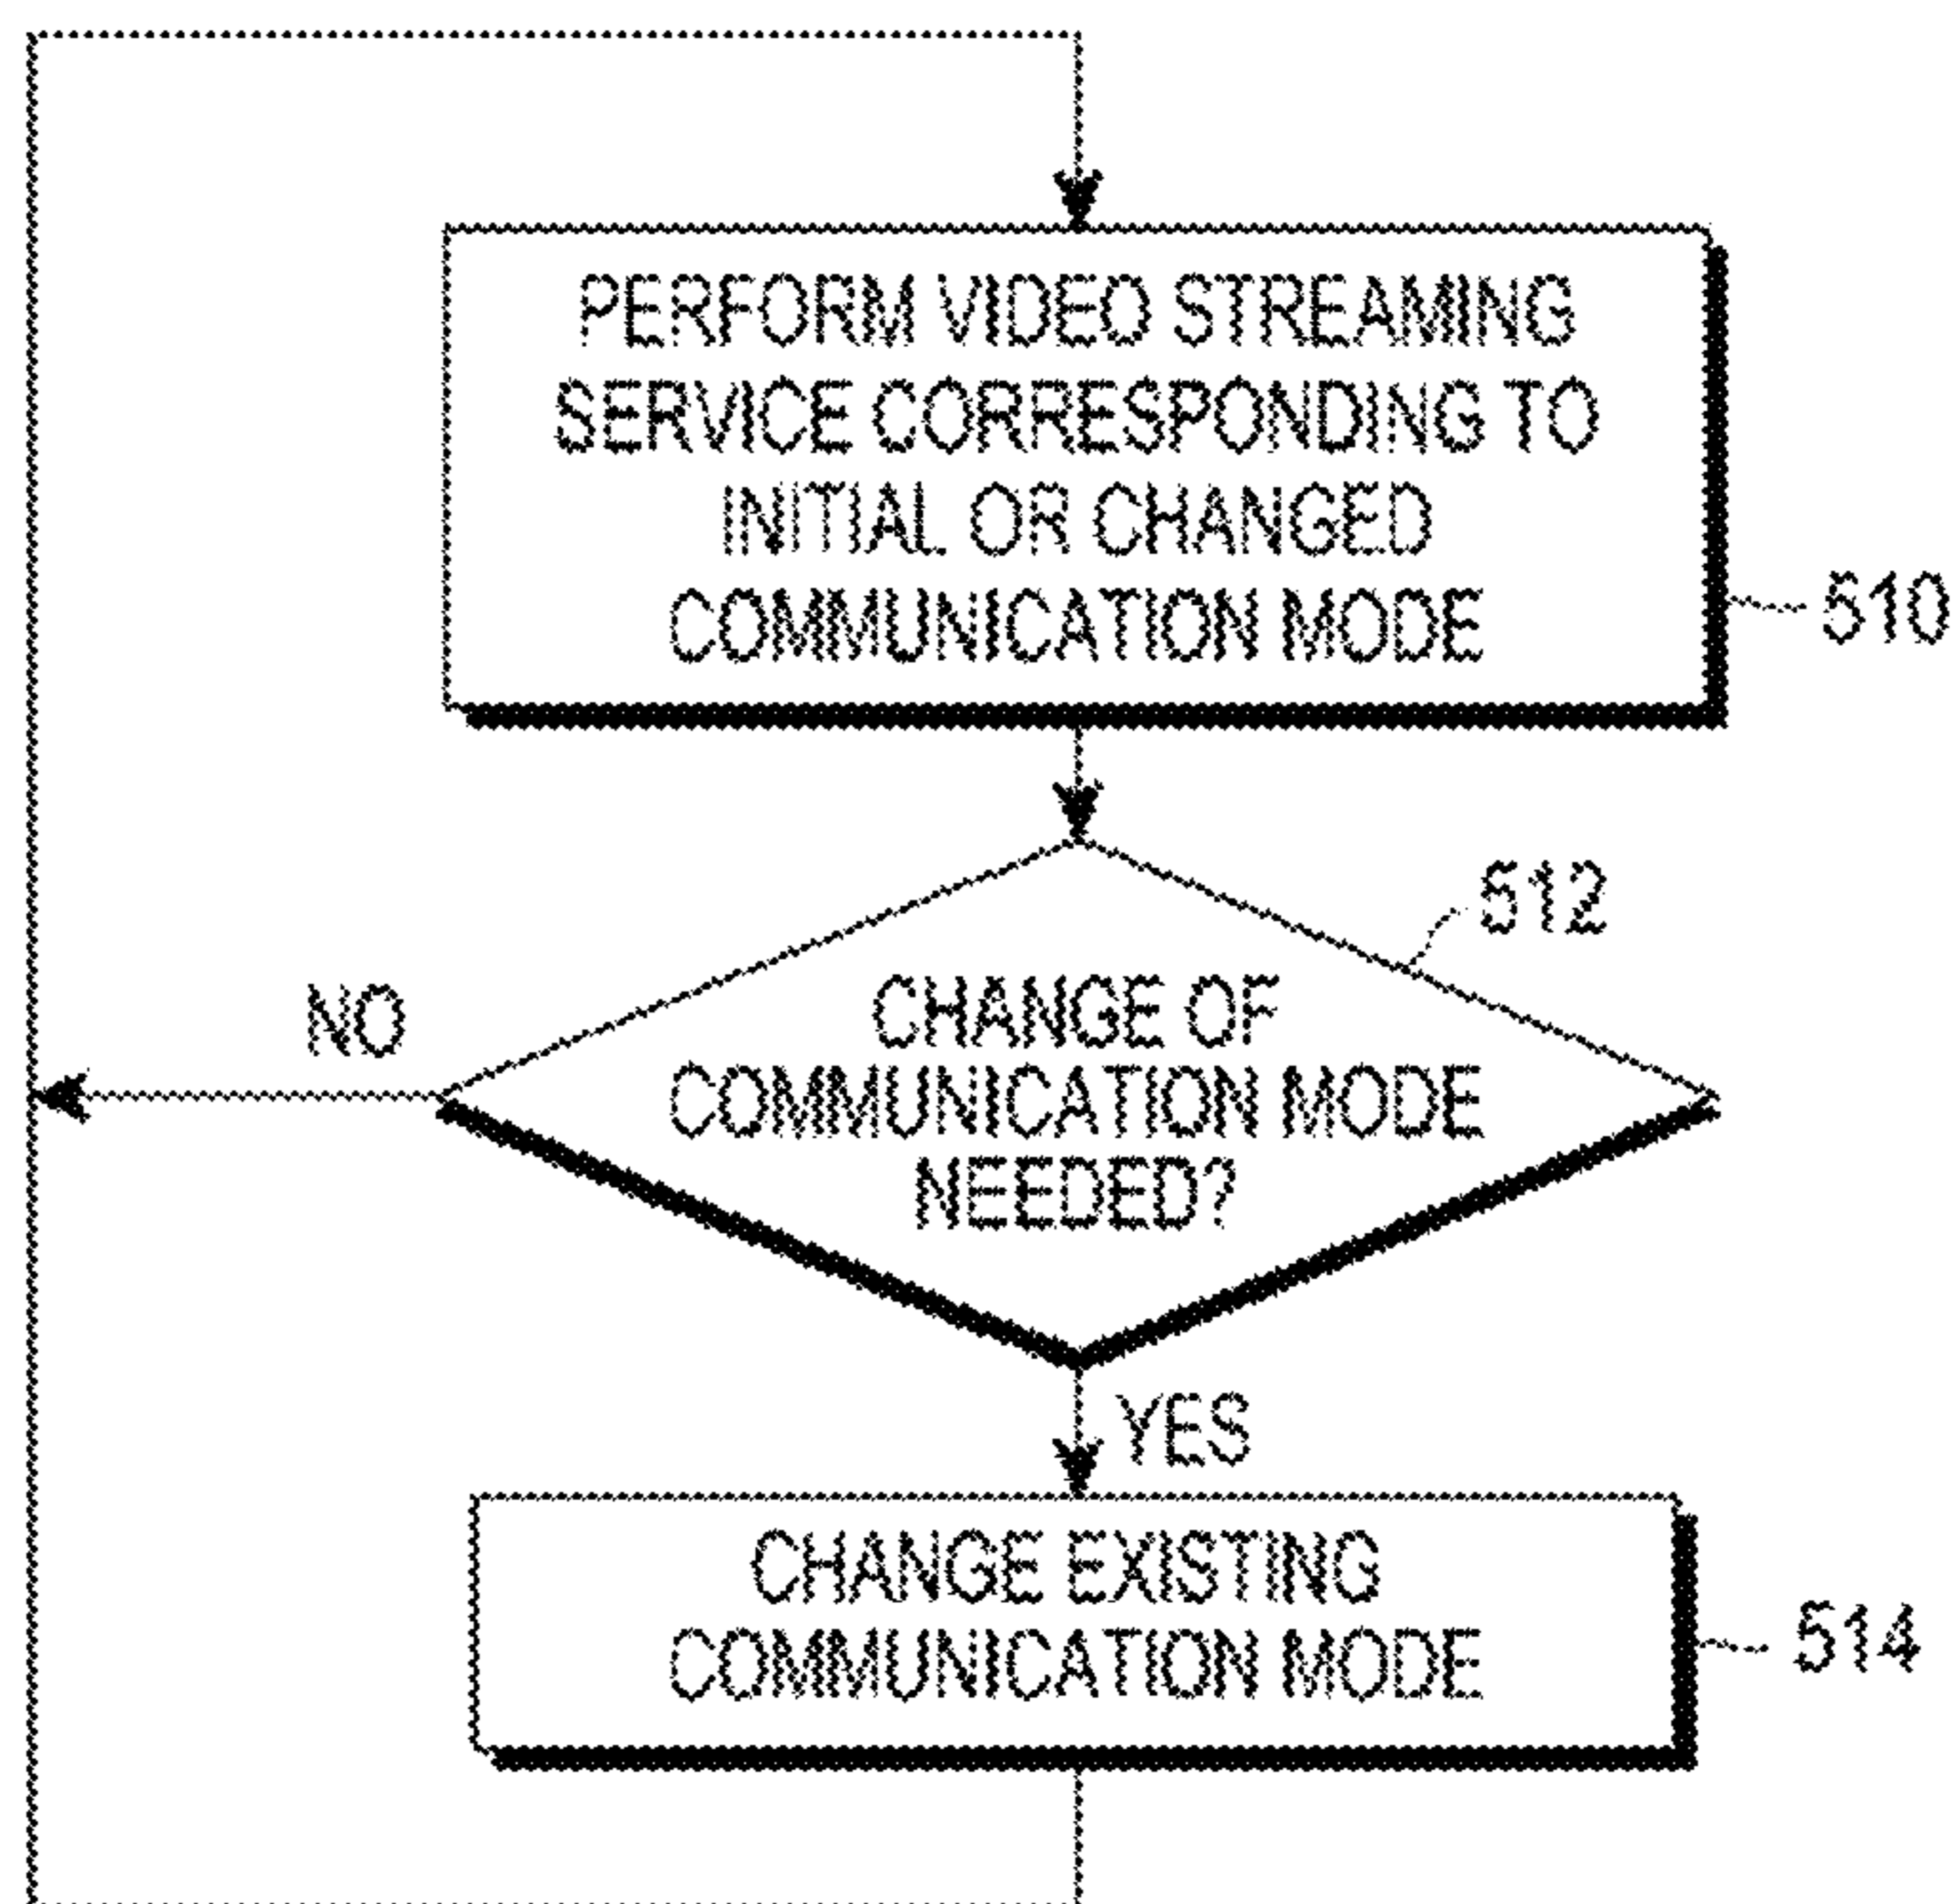 PERFORM VIDEO STREAMING
SERVICE CORRESPONDING TO
INITIAL OR CHANGED
COMMUNICATION MODE
510
512
CHANGE OF
COMMUNICATION MODE
NEEDED?
NO
YES
CHANGE EXISTING
COMMUNICATION MODE
514